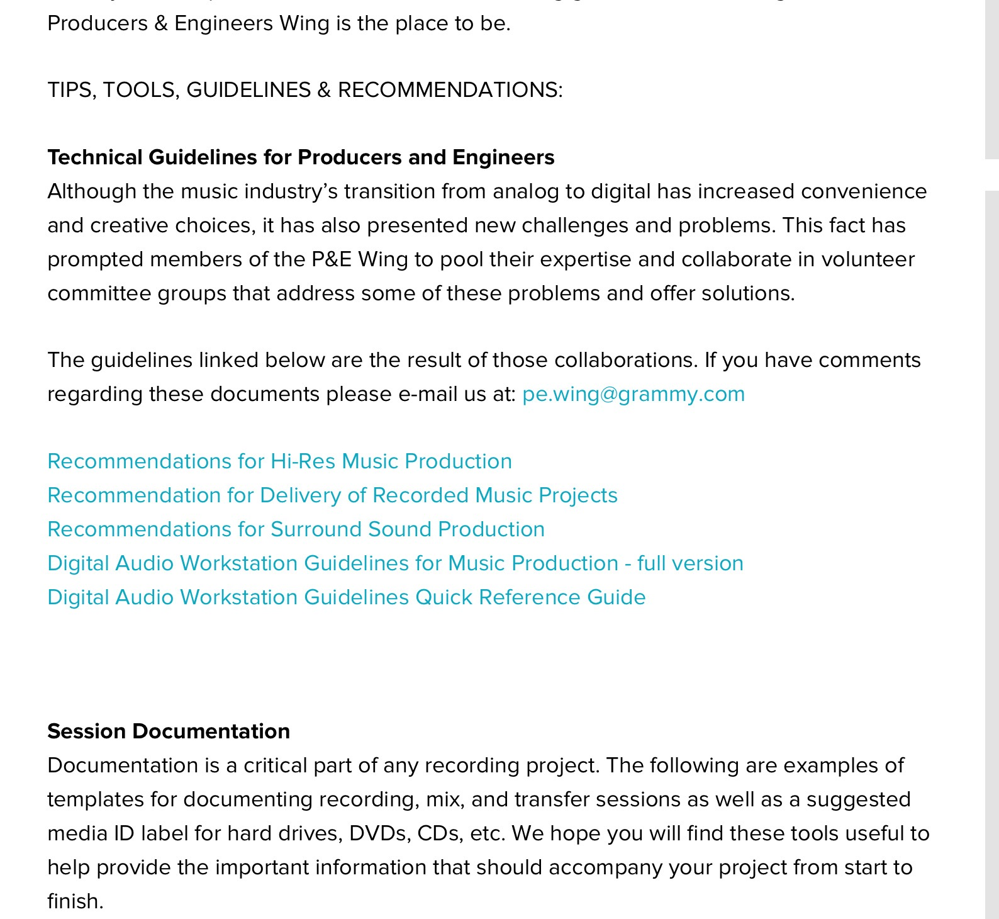 Producers & Engineers Wing is the place to be.
TIPS, TOOLS, GUIDELINES & RECOMMENDATIONS:
Technical Guidelines for Producers and Engineers
Although the music industry’s transition from analog to digital has increased convenience
and creative choices, it has also presented new challenges and problems. This fact has
prompted members of the P&E Wing to pool their expertise and collaborate in volunteer
committee groups that address some of these problems and offer solutions.
The guidelines linked below are the result of those collaborations. If you have comments
regarding these documents please e-mail us at: pe.wing@grammy.com
Recommendations for Hi-Res Music Production
Recommendation for Delivery of Recorded Music Projects
Recommendations for Surround Sound Production
Digital Audio Workstation Guidelines for Music Production - full version
Digital Audio Workstation Guidelines Quick Reference Guide
Session Documentation
Documentation is a critical part of any recording project. The following are examples of
templates for documenting recording, mix, and transfer sessions as well as a suggested
media ID label for hard drives, DVDs, CDs, etc. We hope you will find these tools useful to
help provide the important information that should accompany your project from start to
finish.